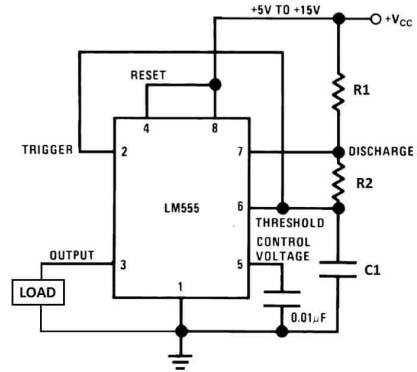 +5V TO +15V
+VCC
RESET
R1
4
8
TRIGGER
2
7
DISCHARGE
R2
LM555
6
THRESHOLD
CONTROL
VOLTAGE
OUTPUT
3
5
C1
LOAD
1
0.01μF